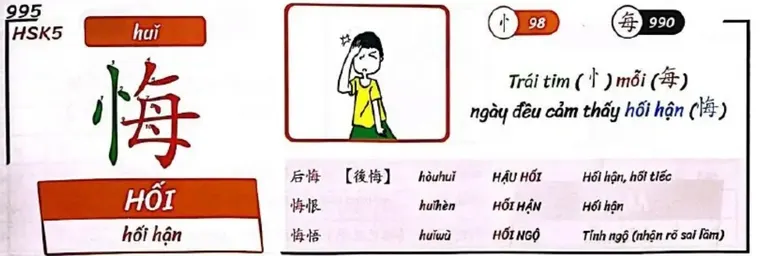 995
HSK5
huǐ
悔
HỐI
hối hận
忄 98
每 990
Trái tim (忄) mỗi (每)
ngày đều cảm thấy hối hận (悔)
后悔 【後悔】 hòuhuǐ HẬU HỐI Hối hận, hối tiếc
悔恨 huǐhèn HỐI HẬN Hối hận
悔悟 huǐwù HỐI NGỘ Tỉnh ngộ (nhận rõ sai lầm)